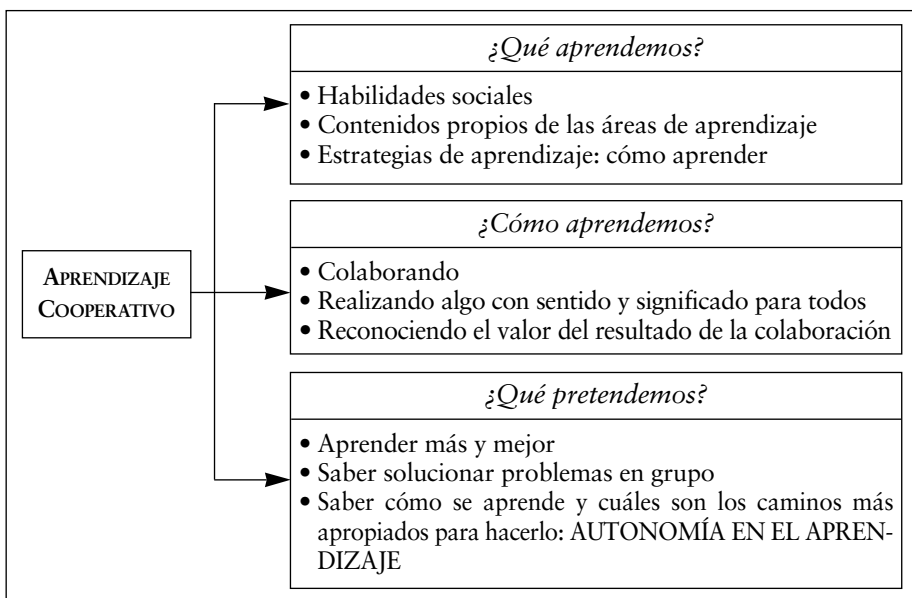 ¿Qué aprendemos?
• Habilidades sociales
• Contenidos propios de las áreas de aprendizaje
• Estrategias de aprendizaje: cómo aprender
APRENDIZAJE
COOPERATIVO
¿Cómo aprendemos?
• Colaborando
• Realizando algo con sentido y significado para todos
• Reconociendo el valor del resultado de la colaboración
¿Qué pretendemos?
• Aprender más y mejor
• Saber solucionar problemas en grupo
• Saber cómo se aprende y cuáles son los caminos más
apropiados para hacerlo: AUTONOMÍA EN EL APREN-
DIZAJE